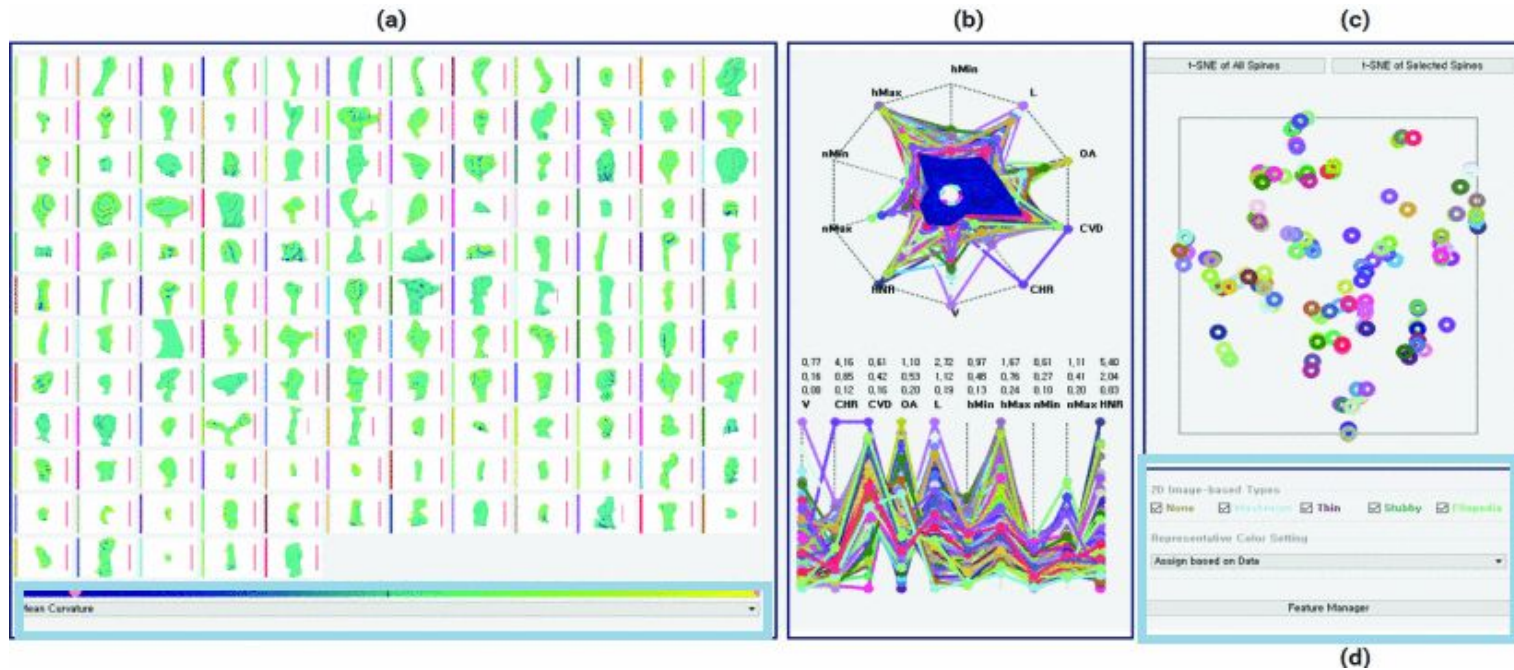 (a)
(b)
(c)
t-SNE of All Spines
t-SNE of Selected Spines
hMin
hMax
L
nMin
OA
nMax
CVD
HNR
CHR
V
0,77 4,16 0,61 1,10 2,72 0,97 1,67 0,61 1,11 5,40
0,16 0,85 0,42 0,53 1,12 0,48 0,76 0,27 0,41 2,04
0,00 0,12 0,16 0,20 0,19 0,13 0,24 0,10 0,20 0,03
V CHR CVD OA L hMin hMax nMin nMax HNR
Mean Curvature
2D Image-based Types
None Mushroom Thin Stubby Filopodia
Representative Color Setting
Assign based on Data
Feature Manager
(d)